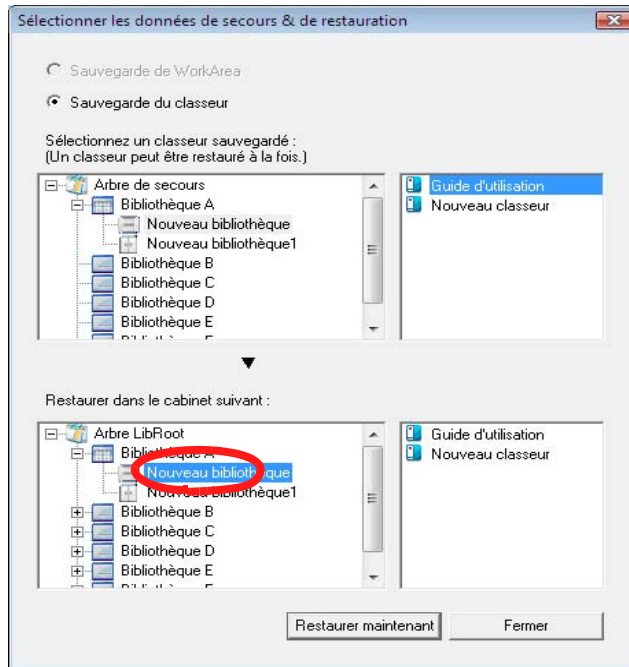 Sélectionner les données de secours & de restauration
Sauvegarde de WorkArea
Sauvegarde du classeur
Sélectionnez un classeur sauvegardé :
(Un classeur peut être restauré à la fois.)
Arbre de secours
Bibliothèque A
Nouveau bibliothèque
Nouveau bibliothèque1
Bibliothèque B
Bibliothèque C
Bibliothèque D
Bibliothèque E
Guide d'utilisation
Nouveau classeur
Restaurer dans le cabinet suivant :
Arbre LibRoot
Bibliothèque A
Nouveau bibliothèque
Nouveau bibliothèque1
Bibliothèque B
Bibliothèque C
Bibliothèque D
Bibliothèque E
Guide d'utilisation
Nouveau classeur
Restaurer maintenant
Fermer